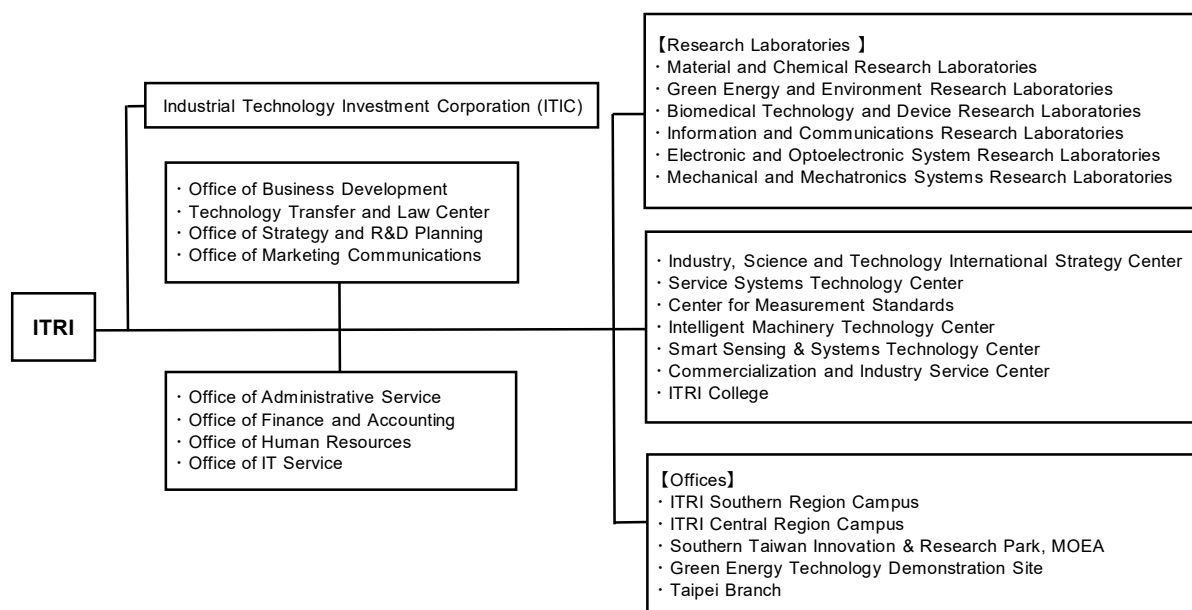 ITRI
Industrial Technology Investment Corporation (ITIC)
· Office of Business Development
· Technology Transfer and Law Center
· Office of Strategy and R&D Planning
· Office of Marketing Communications
· Office of Administrative Service
· Office of Finance and Accounting
· Office of Human Resources
· Office of IT Service
【Research Laboratories 】
· Material and Chemical Research Laboratories
· Green Energy and Environment Research Laboratories
· Biomedical Technology and Device Research Laboratories
· Information and Communications Research Laboratories
· Electronic and Optoelectronic System Research Laboratories
· Mechanical and Mechatronics Systems Research Laboratories
· Industry, Science and Technology International Strategy Center
· Service Systems Technology Center
· Center for Measurement Standards
· Intelligent Machinery Technology Center
· Smart Sensing & Systems Technology Center
· Commercialization and Industry Service Center
· ITRI College
【Offices】
· ITRI Southern Region Campus
· ITRI Central Region Campus
· Southern Taiwan Innovation & Research Park, MOEA
· Green Energy Technology Demonstration Site
· Taipei Branch